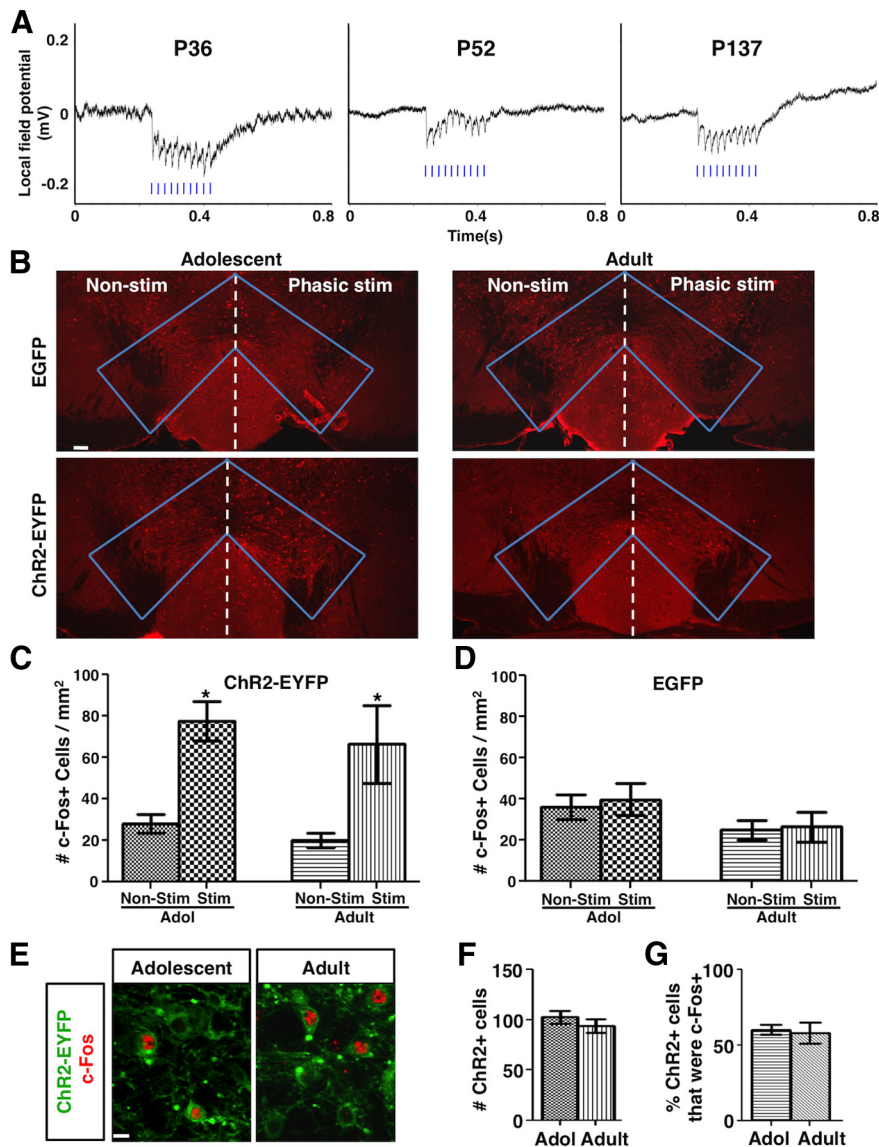 A
P36
P52
P137
Local field potential
(mV)
0.2
0
-0.2
0 0.4 0.8
0 0.4 0.8
0 0.4 0.8
Time(s)
B
Adolescent
Adult
Non-stim
Phasic stim
Non-stim
Phasic stim
EGFP
ChR2-EYFP
C
ChR2-EYFP
# c-Fos+ Cells / mm²
100
80
60
40
20
0
*
*
Non-Stim Stim
Non-Stim Stim
Adol
Adult
D
EGFP
# c-Fos+ Cells / mm²
100
80
60
40
20
0
Non-Stim Stim
Non-Stim Stim
Adol
Adult
E
Adolescent
Adult
ChR2-EYFP
c-Fos
F
# ChR2+ cells
150
100
50
0
Adol Adult
G
% ChR2+ cells
that were c-Fos+
100
50
0
Adol Adult